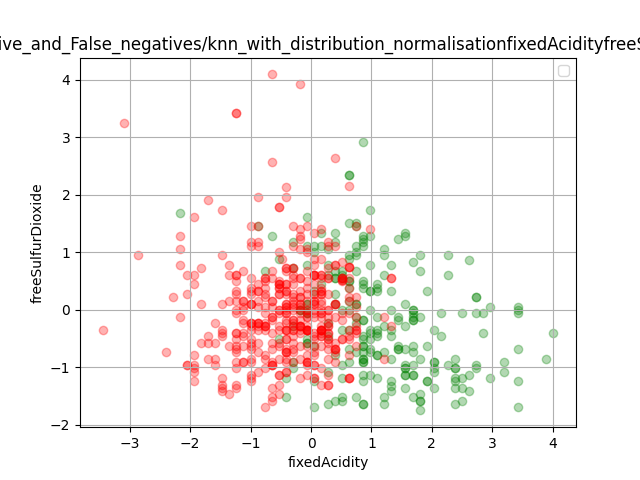 ive_and_False_negatives/knn_with_distribution_normalisationfixedAcidityfreeS
4
3
2
1
0
−1
−2
freeSulfurDioxide
−3 −2 −1 0 1 2 3 4
fixedAcidity